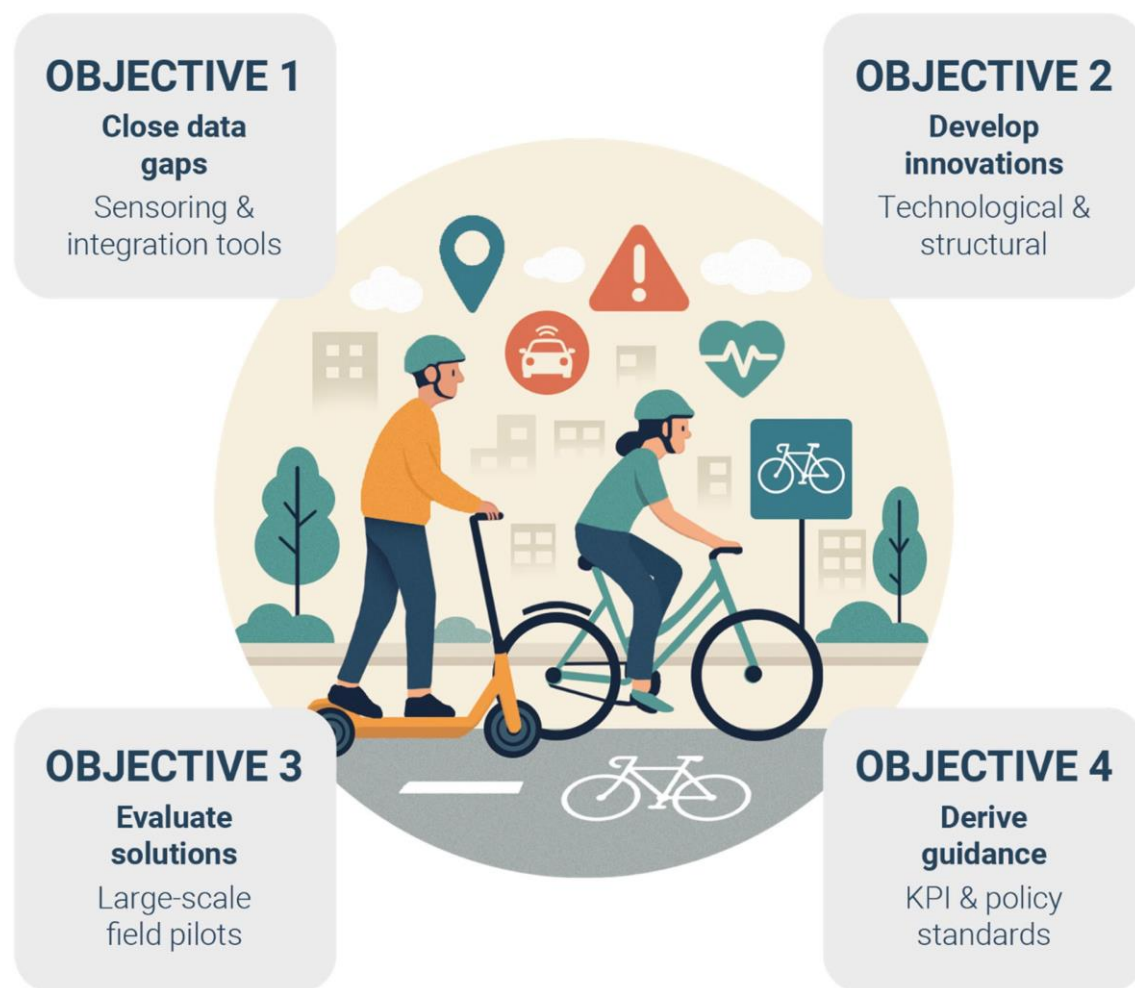 OBJECTIVE 1
Close data
gaps
Sensoring &
integration tools
OBJECTIVE 2
Develop
innovations
Technological &
structural
OBJECTIVE 3
Evaluate
solutions
Large-scale
field pilots
OBJECTIVE 4
Derive
guidance
KPI & policy
standards